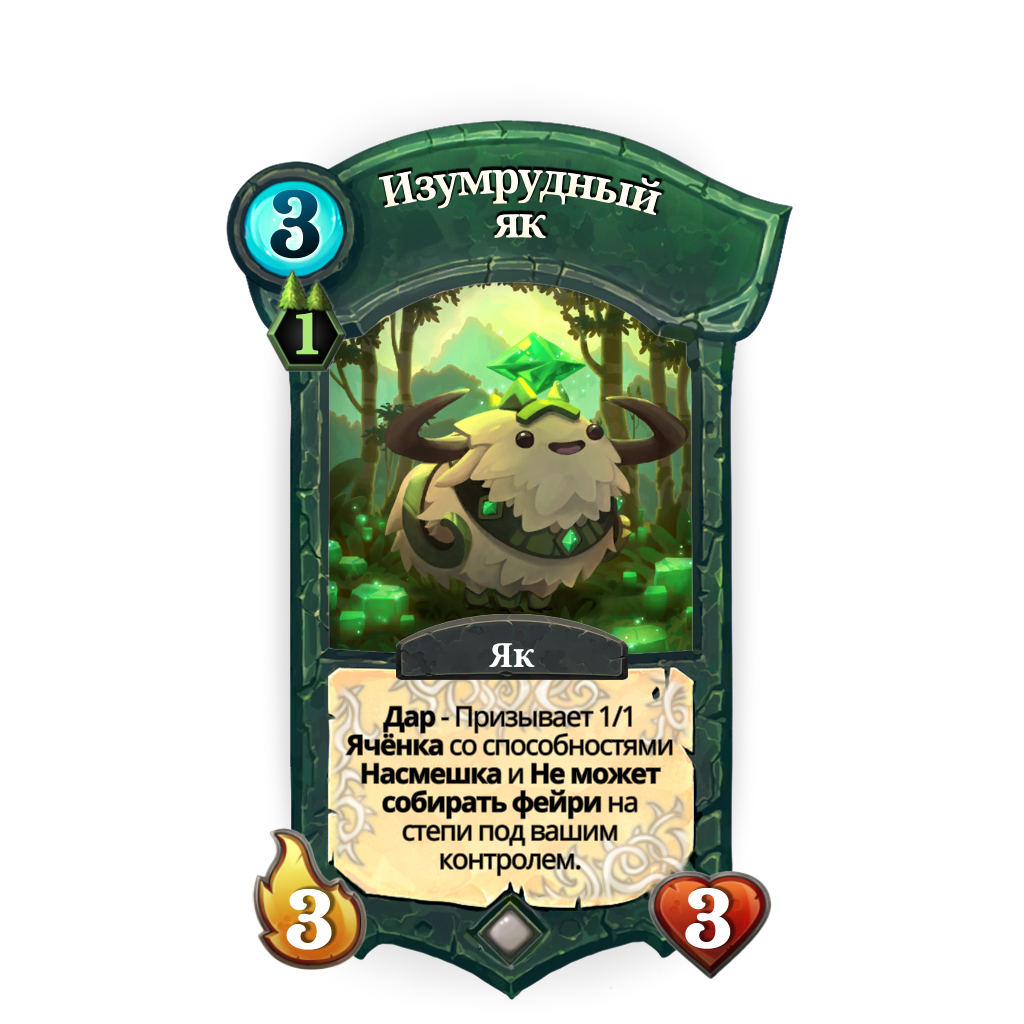 3
Изумрудный
як
1
Як
Дар - Призывает 1/1
Ячёнка со способностями
Насмешка и Не может
собирать фейри на
степи под вашим
контролем.
3
3